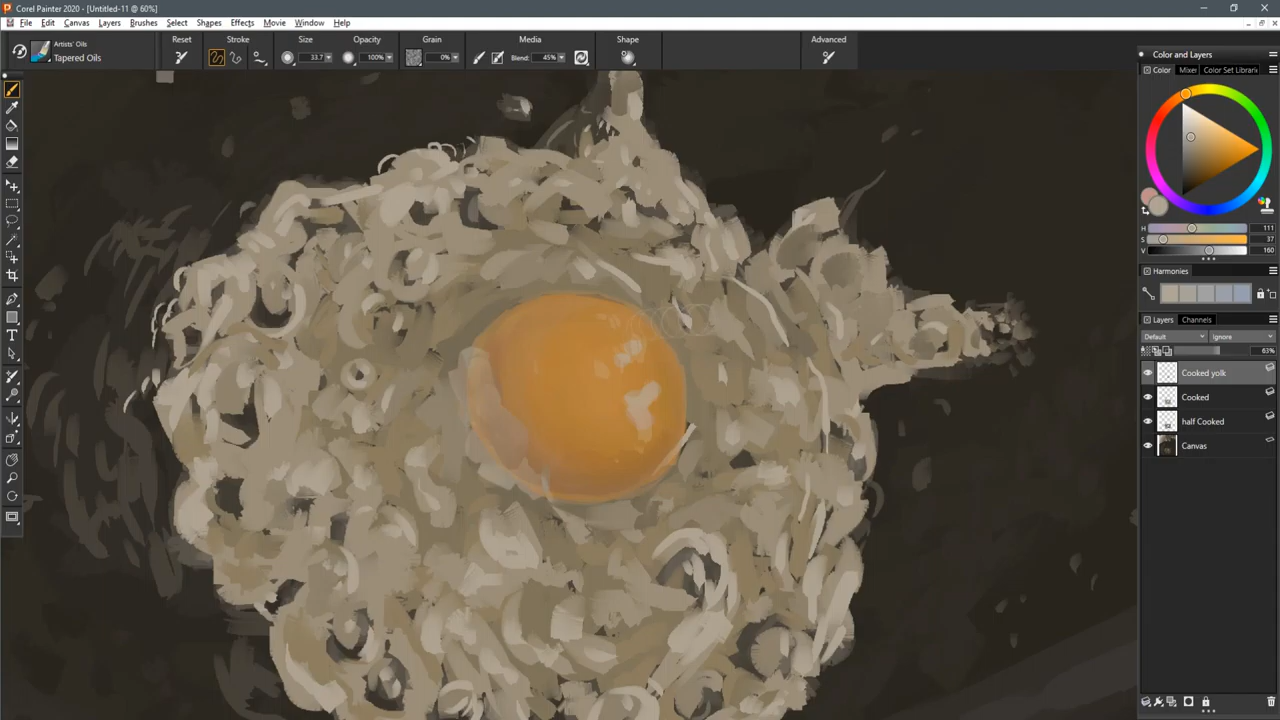 Corel Painter 2020 - [Untitled-11 @ 60%]
File Edit Canvas Layers Brushes Select Shapes Effects Movie Window Help
Artists' Oils
Tapered Oils
Reset Stroke Size Opacity Grain Media Shape Advanced
33.7 100% 0% Blend: 45%
Color and Layers
Color Mixer Color Set Librari
H 111
S 37
V 160
Harmonies
Layers Channels
Default Ignore
63%
Cooked yolk
Cooked
half Cooked
Canvas